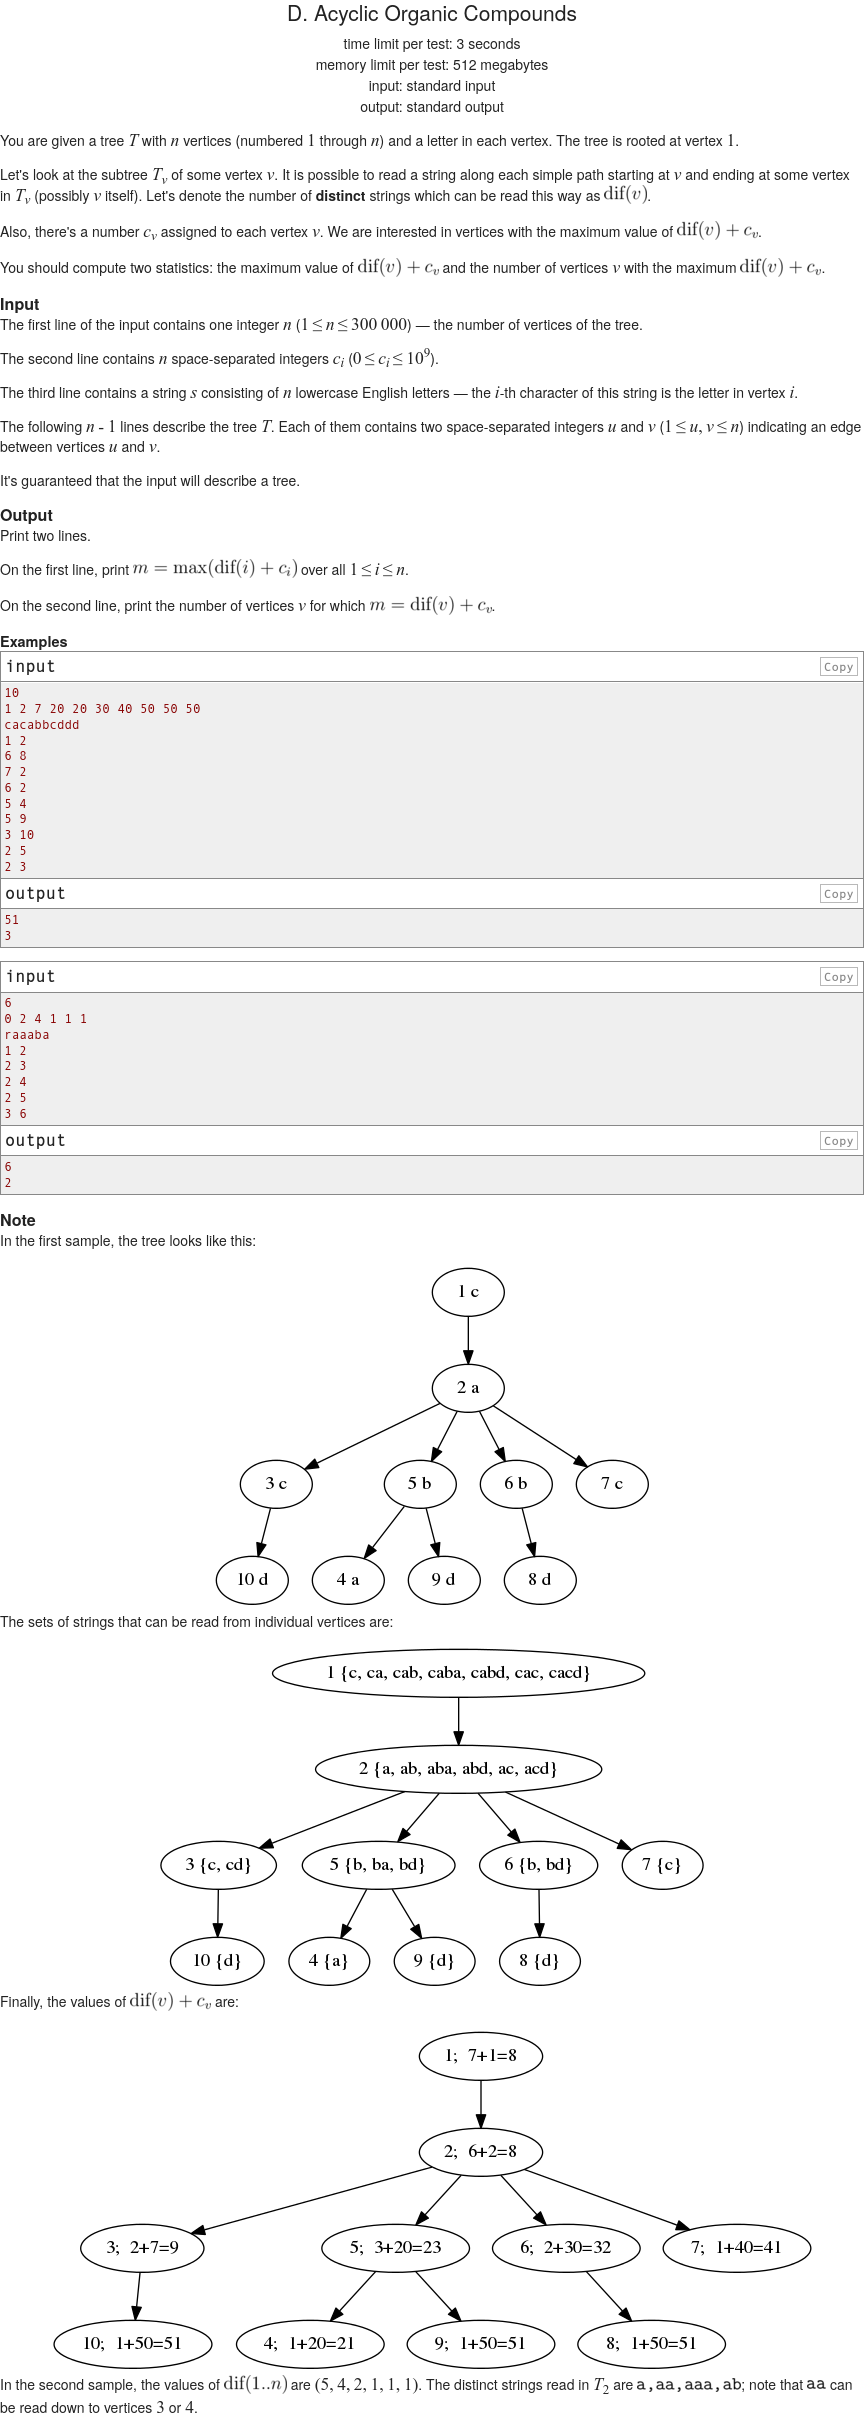 D. Acyclic Organic Compounds
time limit per test: 3 seconds
memory limit per test: 512 megabytes
input: standard input
output: standard output
You are given a tree T with n vertices (numbered 1 through n) and a letter in each vertex. The tree is rooted at vertex 1.
Let's look at the subtree T_v of some vertex v. It is possible to read a string along each simple path starting at v and ending at some vertex
in T_v (possibly v itself). Let's denote the number of distinct strings which can be read this way as dif(v).
Also, there's a number c_v assigned to each vertex v. We are interested in vertices with the maximum value of dif(v) + c_v.
You should compute two statistics: the maximum value of dif(v) + c_v and the number of vertices v with the maximum dif(v) + c_v.
Input
The first line of the input contains one integer n (1 ≤ n ≤ 300 000) — the number of vertices of the tree.
The second line contains n space-separated integers c_i (0 ≤ c_i ≤ 10^9).
The third line contains a string s consisting of n lowercase English letters — the i-th character of this string is the letter in vertex i.
The following n - 1 lines describe the tree T. Each of them contains two space-separated integers u and v (1 ≤ u, v ≤ n) indicating an edge
between vertices u and v.
It's guaranteed that the input will describe a tree.
Output
Print two lines.
On the first line, print m = max(dif(i) + c_i) over all 1 ≤ i ≤ n.
On the second line, print the number of vertices v for which m = dif(v) + c_v.
Examples
input Copy
10
1 2 7 20 20 30 40 50 50 50
cacabbcddd
1 2
6 8
7 2
6 2
5 4
5 9
3 10
2 5
2 3
output Copy
51
3
input Copy
6
0 2 4 1 1 1
raaaba
1 2
2 3
2 4
2 5
3 6
output Copy
6
2
Note
In the first sample, the tree looks like this:
1 c
2 a
3 c 5 b 6 b 7 c
10 d 4 a 9 d 8 d
The sets of strings that can be read from individual vertices are:
1 {c, ca, cab, caba, cabd, cac, cacd}
2 {a, ab, aba, abd, ac, acd}
3 {c, cd} 5 {b, ba, bd} 6 {b, bd} 7 {c}
10 {d} 4 {a} 9 {d} 8 {d}
Finally, the values of dif(v) + c_v are:
1; 7+1=8
2; 6+2=8
3; 2+7=9 5; 3+20=23 6; 2+30=32 7; 1+40=41
10; 1+50=51 4; 1+20=21 9; 1+50=51 8; 1+50=51
In the second sample, the values of dif(1..n) are (5, 4, 2, 1, 1, 1). The distinct strings read in T_2 are a, aa, aaa, ab; note that aa can
be read down to vertices 3 or 4.